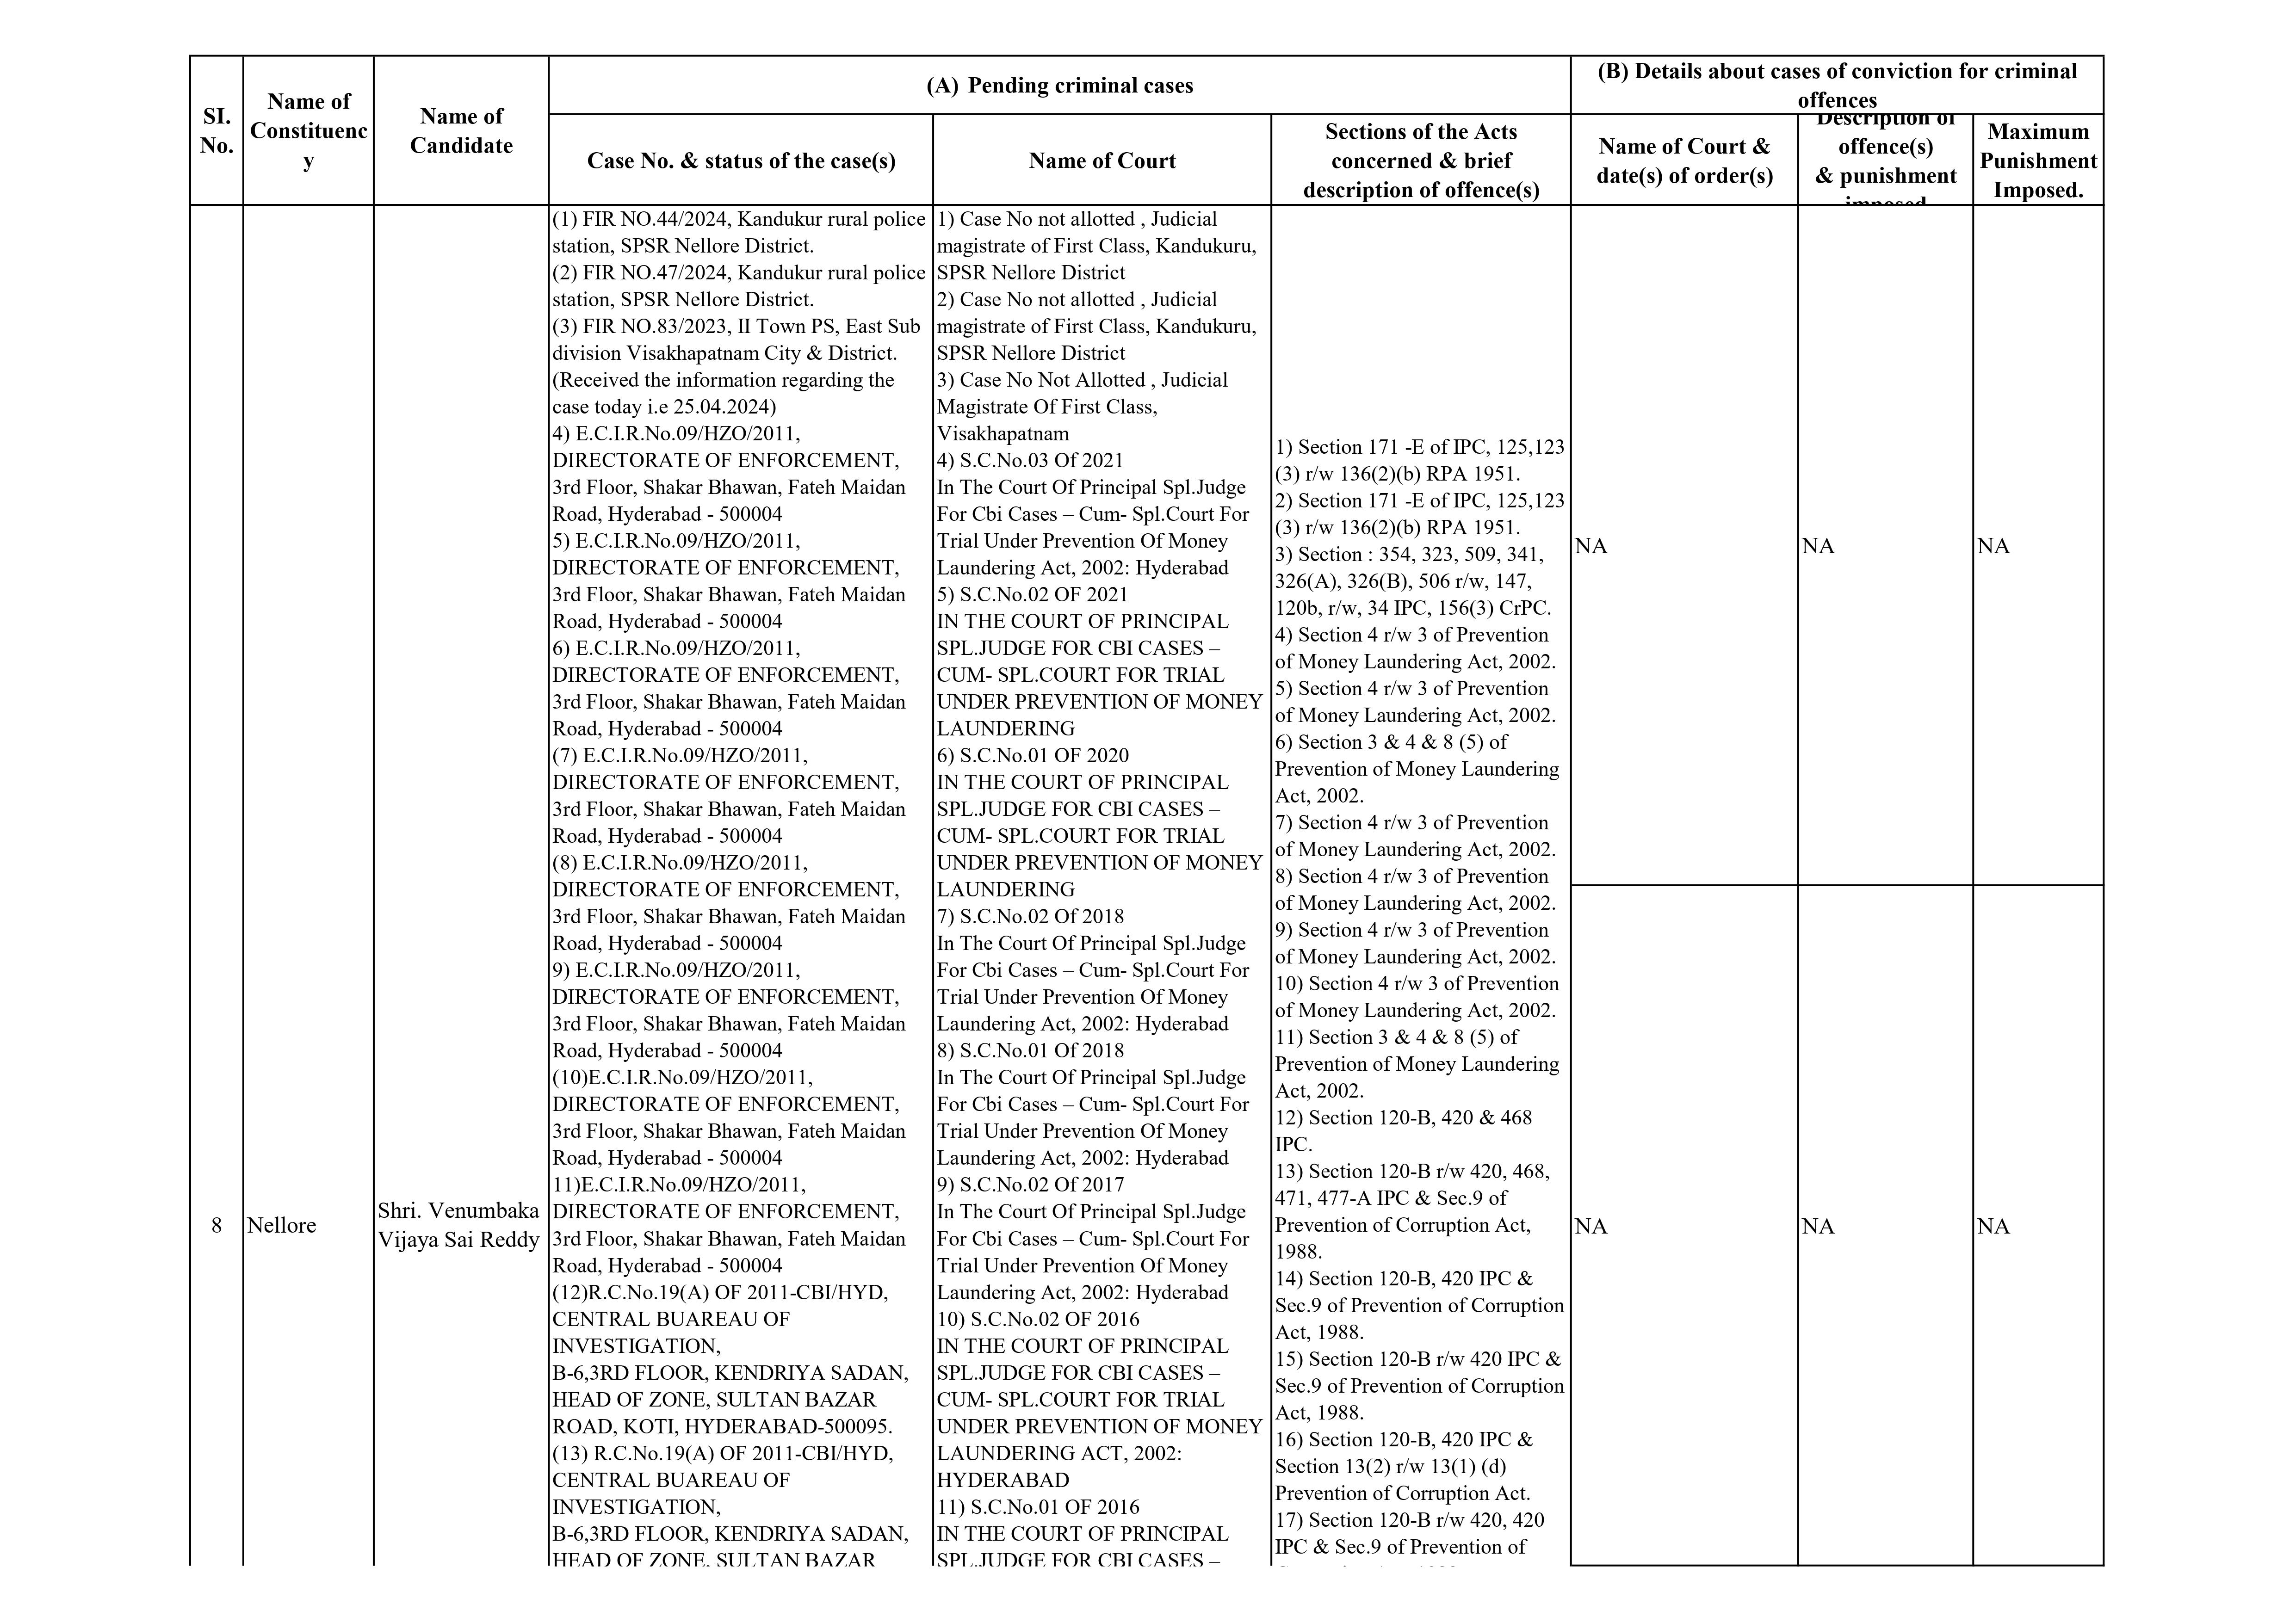 SI.
No.
Name of
Constituenc
y
Name of
Candidate
(A) Pending criminal cases
(B) Details about cases of conviction for criminal
offences
Case No. & status of the case(s)
Name of Court
Sections of the Acts
concerned & brief
description of offence(s)
Name of Court &
date(s) of order(s)
Description of
offence(s)
& punishment
imposed
Maximum
Punishment
Imposed.
8
Nellore
Shri. Venumbaka
Vijaya Sai Reddy
(1) FIR NO.44/2024, Kandukur rural police
station, SPSR Nellore District.
(2) FIR NO.47/2024, Kandukur rural police
station, SPSR Nellore District.
(3) FIR NO.83/2023, II Town PS, East Sub
division Visakhapatnam City & District.
(Received the information regarding the
case today i.e 25.04.2024)
4) E.C.I.R.No.09/HZO/2011,
DIRECTORATE OF ENFORCEMENT,
3rd Floor, Shakar Bhawan, Fateh Maidan
Road, Hyderabad - 500004
5) E.C.I.R.No.09/HZO/2011,
DIRECTORATE OF ENFORCEMENT,
3rd Floor, Shakar Bhawan, Fateh Maidan
Road, Hyderabad - 500004
6) E.C.I.R.No.09/HZO/2011,
DIRECTORATE OF ENFORCEMENT,
3rd Floor, Shakar Bhawan, Fateh Maidan
Road, Hyderabad - 500004
(7) E.C.I.R.No.09/HZO/2011,
DIRECTORATE OF ENFORCEMENT,
3rd Floor, Shakar Bhawan, Fateh Maidan
Road, Hyderabad - 500004
(8) E.C.I.R.No.09/HZO/2011,
DIRECTORATE OF ENFORCEMENT,
3rd Floor, Shakar Bhawan, Fateh Maidan
Road, Hyderabad - 500004
9) E.C.I.R.No.09/HZO/2011,
DIRECTORATE OF ENFORCEMENT,
3rd Floor, Shakar Bhawan, Fateh Maidan
Road, Hyderabad - 500004
(10)E.C.I.R.No.09/HZO/2011,
DIRECTORATE OF ENFORCEMENT,
3rd Floor, Shakar Bhawan, Fateh Maidan
Road, Hyderabad - 500004
11)E.C.I.R.No.09/HZO/2011,
DIRECTORATE OF ENFORCEMENT,
3rd Floor, Shakar Bhawan, Fateh Maidan
Road, Hyderabad - 500004
(12)R.C.No.19(A) OF 2011-CBI/HYD,
CENTRAL BUAREAU OF
INVESTIGATION,
B-6,3RD FLOOR, KENDRIYA SADAN,
HEAD OF ZONE, SULTAN BAZAR
ROAD, KOTI, HYDERABAD-500095.
(13) R.C.No.19(A) OF 2011-CBI/HYD,
CENTRAL BUAREAU OF
INVESTIGATION,
B-6,3RD FLOOR, KENDRIYA SADAN,
HEAD OF ZONE, SULTAN BAZAR
1) Case No not allotted , Judicial
magistrate of First Class, Kandukuru,
SPSR Nellore District
2) Case No not allotted , Judicial
magistrate of First Class, Kandukuru,
SPSR Nellore District
3) Case No Not Allotted , Judicial
Magistrate Of First Class,
Visakhapatnam
4) S.C.No.03 Of 2021
In The Court Of Principal Spl.Judge
For Cbi Cases – Cum- Spl.Court For
Trial Under Prevention Of Money
Laundering Act, 2002: Hyderabad
5) S.C.No.02 OF 2021
IN THE COURT OF PRINCIPAL
SPL.JUDGE FOR CBI CASES –
CUM- SPL.COURT FOR TRIAL
UNDER PREVENTION OF MONEY
LAUNDERING
6) S.C.No.01 OF 2020
IN THE COURT OF PRINCIPAL
SPL.JUDGE FOR CBI CASES –
CUM- SPL.COURT FOR TRIAL
UNDER PREVENTION OF MONEY
LAUNDERING
7) S.C.No.02 Of 2018
In The Court Of Principal Spl.Judge
For Cbi Cases – Cum- Spl.Court For
Trial Under Prevention Of Money
Laundering Act, 2002: Hyderabad
8) S.C.No.01 Of 2018
In The Court Of Principal Spl.Judge
For Cbi Cases – Cum- Spl.Court For
Trial Under Prevention Of Money
Laundering Act, 2002: Hyderabad
9) S.C.No.02 Of 2017
In The Court Of Principal Spl.Judge
For Cbi Cases – Cum- Spl.Court For
Trial Under Prevention Of Money
Laundering Act, 2002: Hyderabad
10) S.C.No.02 OF 2016
IN THE COURT OF PRINCIPAL
SPL.JUDGE FOR CBI CASES –
CUM- SPL.COURT FOR TRIAL
UNDER PREVENTION OF MONEY
LAUNDERING ACT, 2002:
HYDERABAD
11) S.C.No.01 OF 2016
IN THE COURT OF PRINCIPAL
SPL.JUDGE FOR CBI CASES –
1) Section 171 -E of IPC, 125,123
(3) r/w 136(2)(b) RPA 1951.
2) Section 171 -E of IPC, 125,123
(3) r/w 136(2)(b) RPA 1951.
3) Section : 354, 323, 509, 341,
326(A), 326(B), 506 r/w, 147,
120b, r/w, 34 IPC, 156(3) CrPC.
4) Section 4 r/w 3 of Prevention
of Money Laundering Act, 2002.
5) Section 4 r/w 3 of Prevention
of Money Laundering Act, 2002.
6) Section 3 & 4 & 8 (5) of
Prevention of Money Laundering
Act, 2002.
7) Section 4 r/w 3 of Prevention
of Money Laundering Act, 2002.
8) Section 4 r/w 3 of Prevention
of Money Laundering Act, 2002.
9) Section 4 r/w 3 of Prevention
of Money Laundering Act, 2002.
10) Section 4 r/w 3 of Prevention
of Money Laundering Act, 2002.
11) Section 3 & 4 & 8 (5) of
Prevention of Money Laundering
Act, 2002.
12) Section 120-B, 420 & 468
IPC.
13) Section 120-B r/w 420, 468,
471, 477-A IPC & Sec.9 of
Prevention of Corruption Act,
1988.
14) Section 120-B, 420 IPC &
Sec.9 of Prevention of Corruption
Act, 1988.
15) Section 120-B r/w 420 IPC &
Sec.9 of Prevention of Corruption
Act, 1988.
16) Section 120-B, 420 IPC &
Section 13(2) r/w 13(1) (d)
Prevention of Corruption Act.
17) Section 120-B r/w 420, 420
IPC & Sec.9 of Prevention of
NA
NA
NA
NA
NA
NA